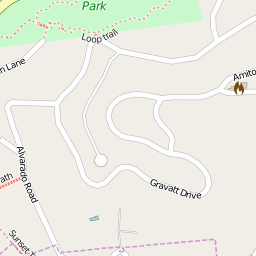 Park
Loop trail
n Lane
Amito
Alvarado Road
ath
Gravatt Drive
Sunset T